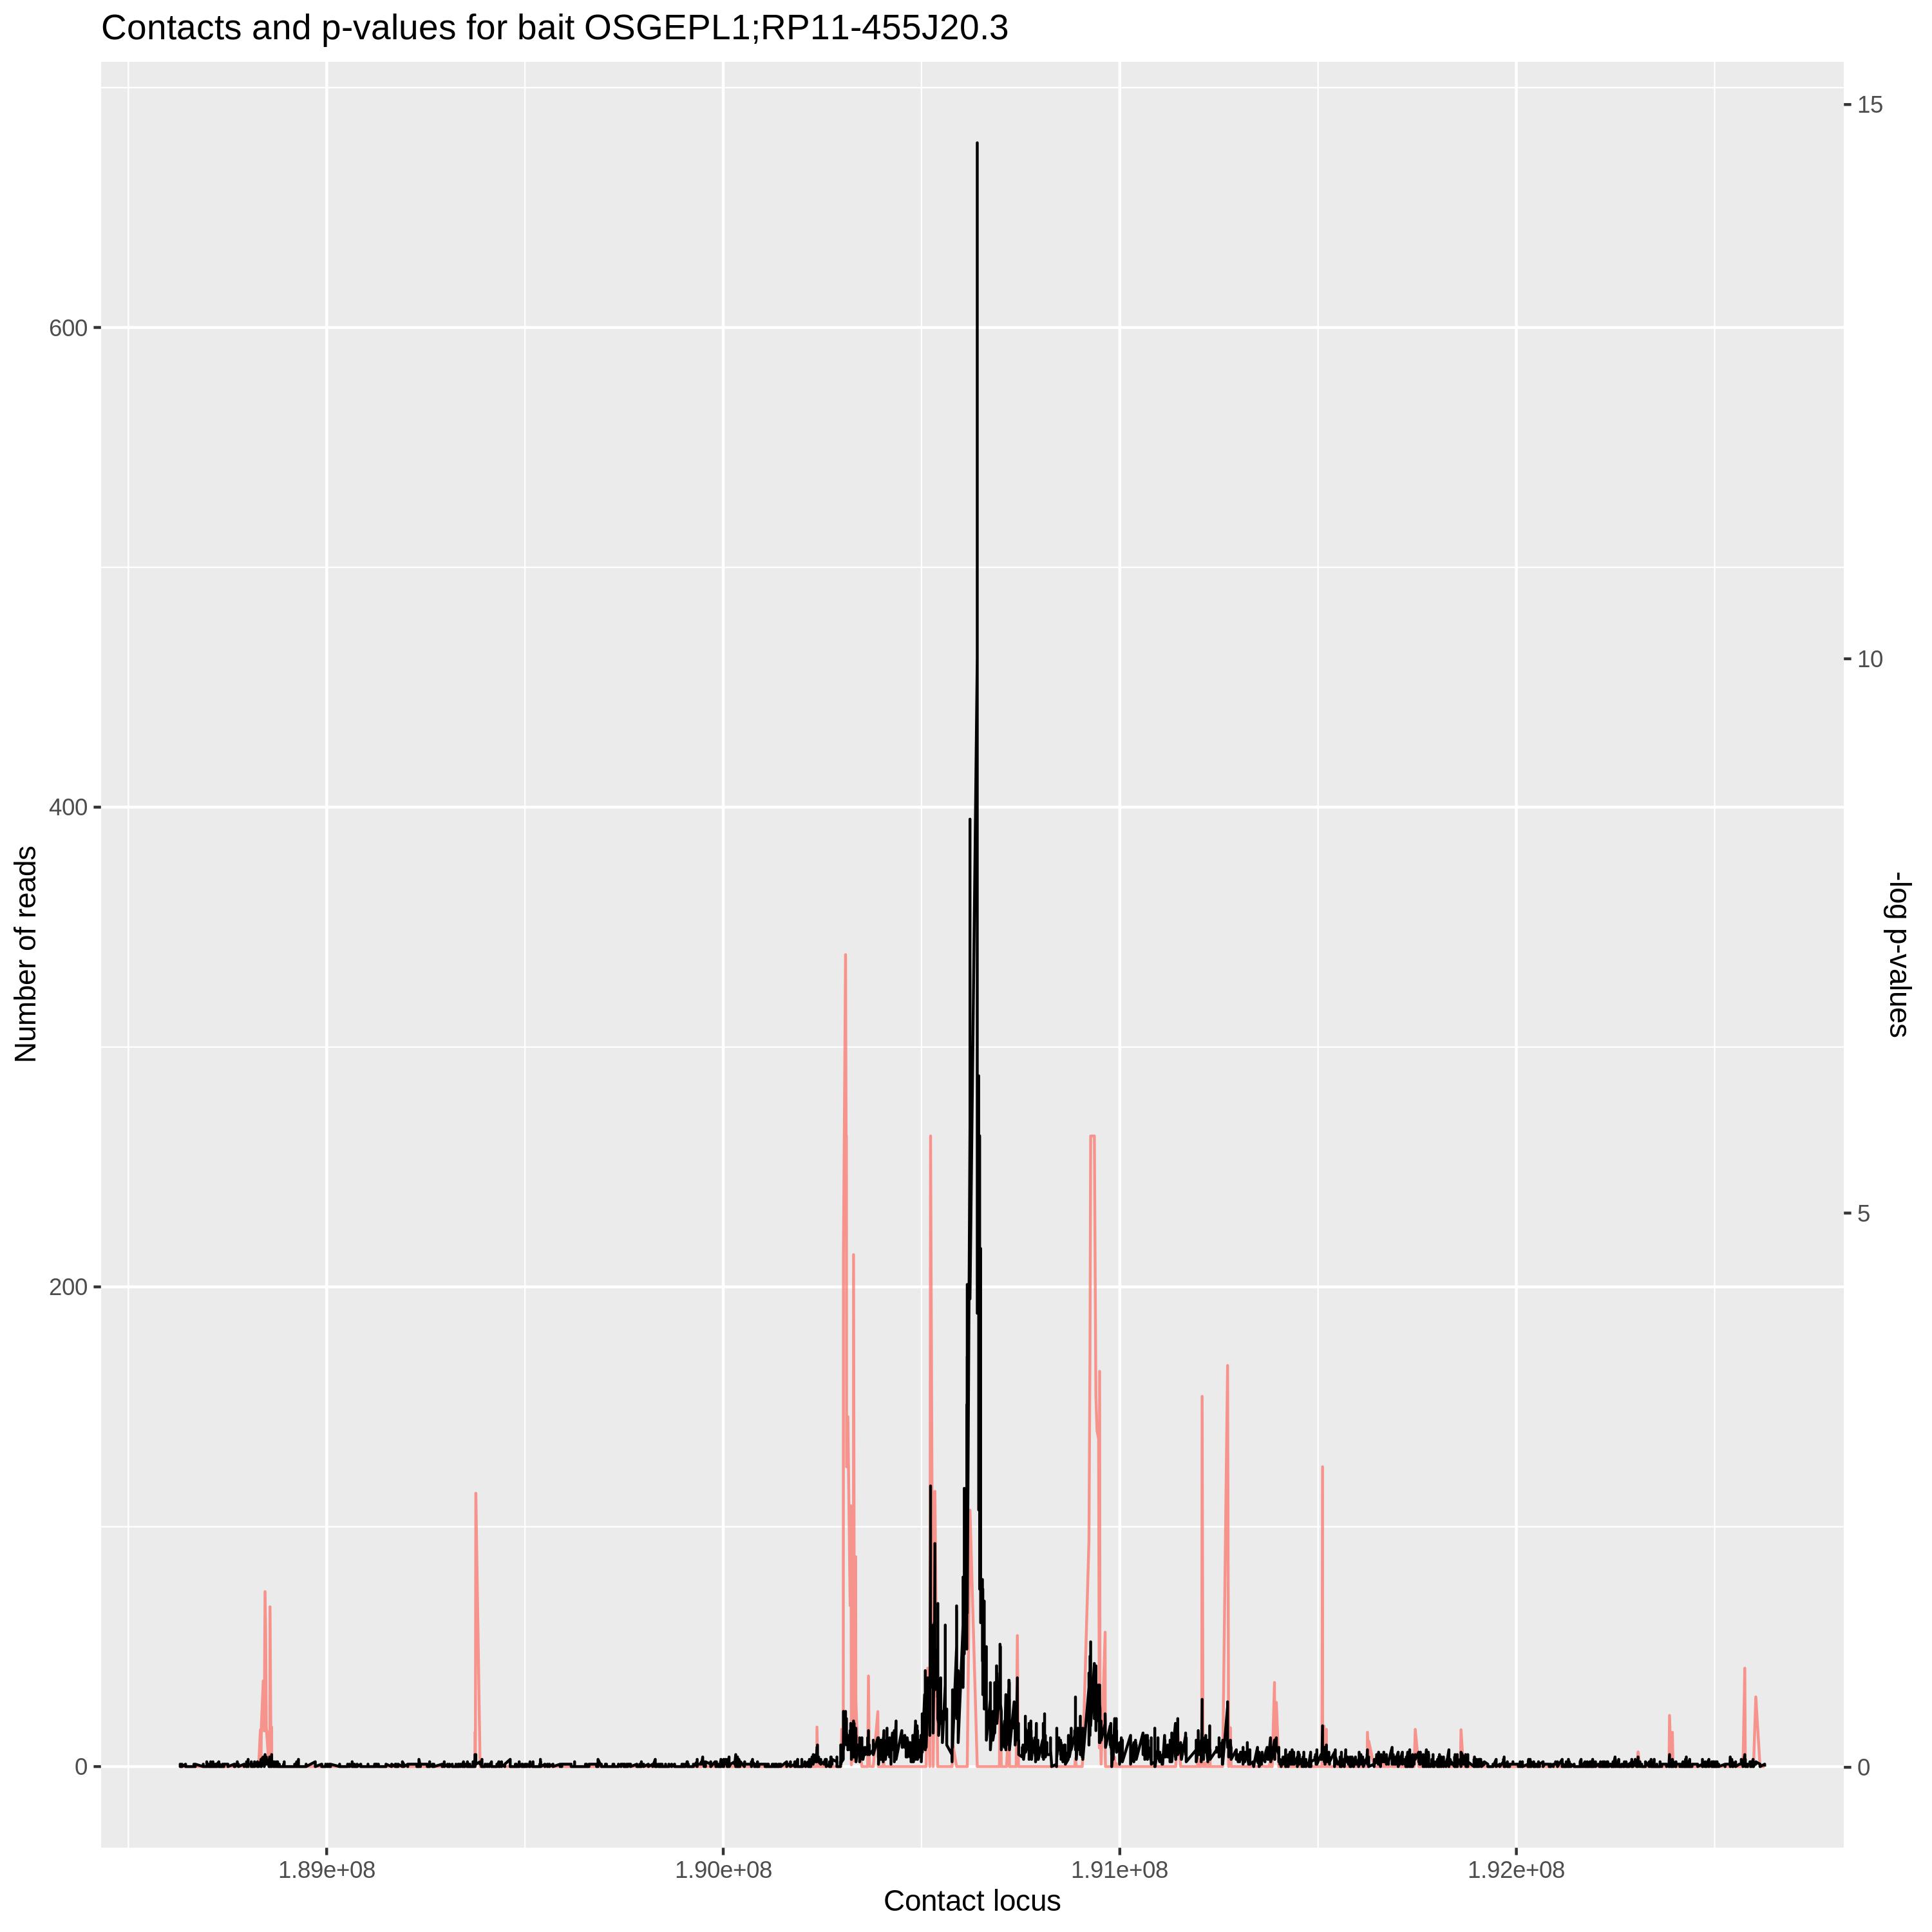 Contacts and p-values for bait OSGEPL1;RP11-455J20.3
15
600
10
400
Number of reads
-log p-values
5
200
0
0
1.89e+08
1.90e+08
1.91e+08
1.92e+08
Contact locus